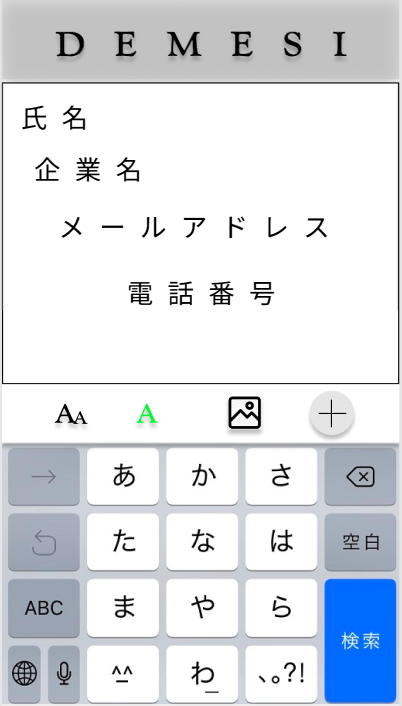 D E M E S I
氏 名
企 業 名
メ ー ル ア ド レ ス
電 話 番 号
AA A
→ あ か さ
た な は 空白
ABC ま や ら 検索
^^ わ_ 、。?!